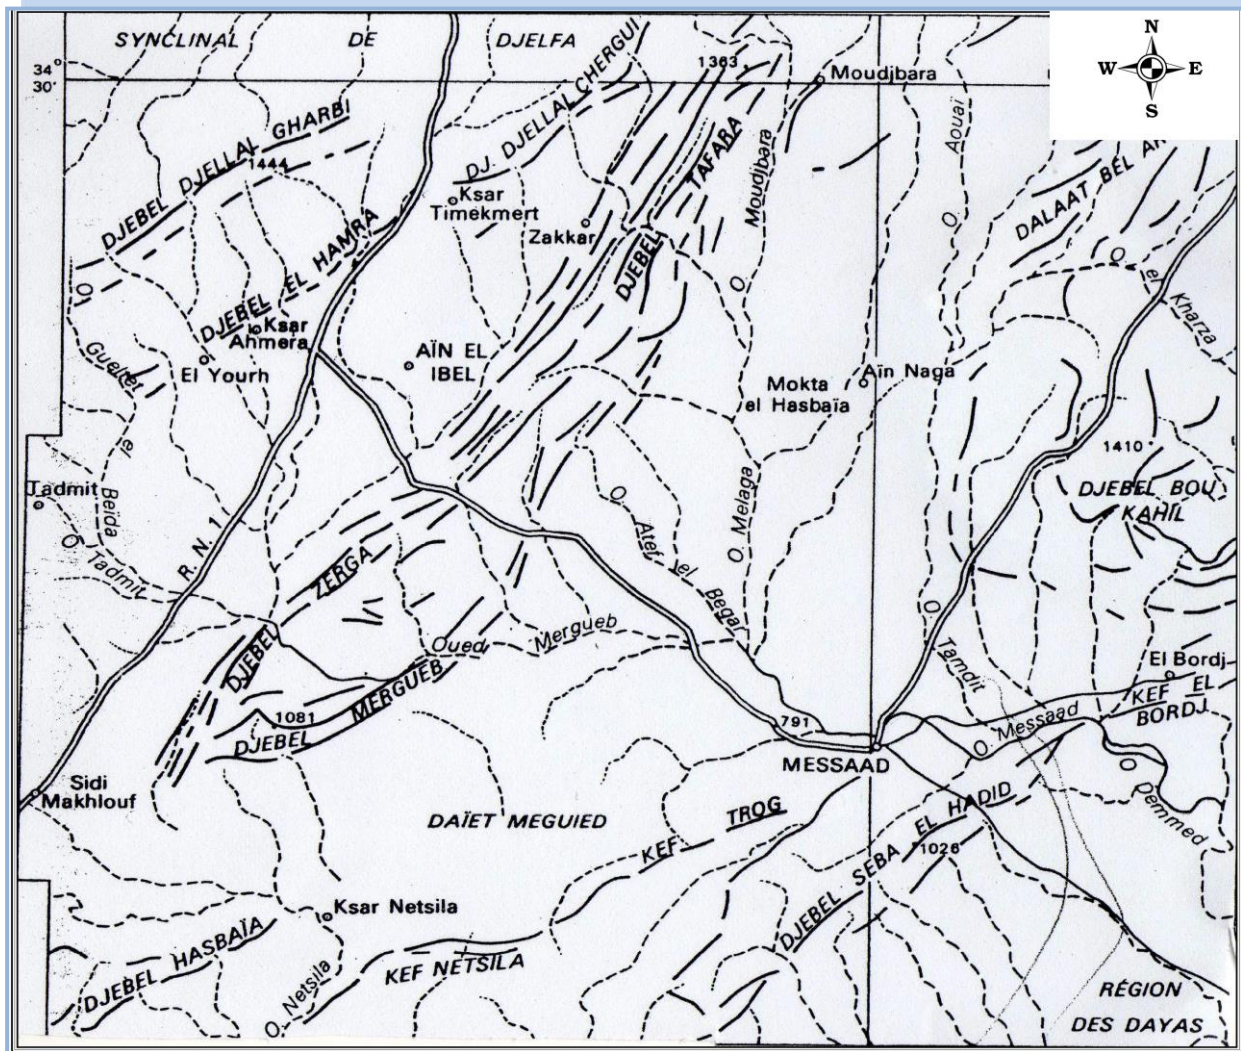 SYNCLINAL DE DJELFA
N
W E
S
34°
30'
1363
Moudjbara
DJEBEL DJELLAL GHARBI
1444
DJ. DJELLAL CHERGUI
Ksar
Timekmert
Zakkar
DJEBEL TAFARA
O. Moudjbara
O. Aouaï
DALAAT BEL
O. el Kharza
DJEBEL EL HAMRA
Ksar
Ahmera
El Yourh
O. Gueltet el Beïda
AÏN EL
IBEL
Mokta
el Hasbaïa
Aïn Naga
1410
DJEBEL BOU
KAHIL
Tadmit
O. Tadmit
R. N. 1
DJEBEL ZERGA
O. Atef el Bega
O. Melaga
Oued Mergueb
O. Tamdit
El Bordj
KEF EL
BORDJ
1081
DJEBEL MERGUEB
791
O. Messaad
MESSAAD
O. Demmed
Sidi
Makhlouf
DAÏET MEGUIED
KEF TROG
DJEBEL SEBA EL HADID
1026
Ksar Netsila
DJEBEL HASBAÏA
O. Netsila
KEF NETSILA
RÉGION
DES DAYAS